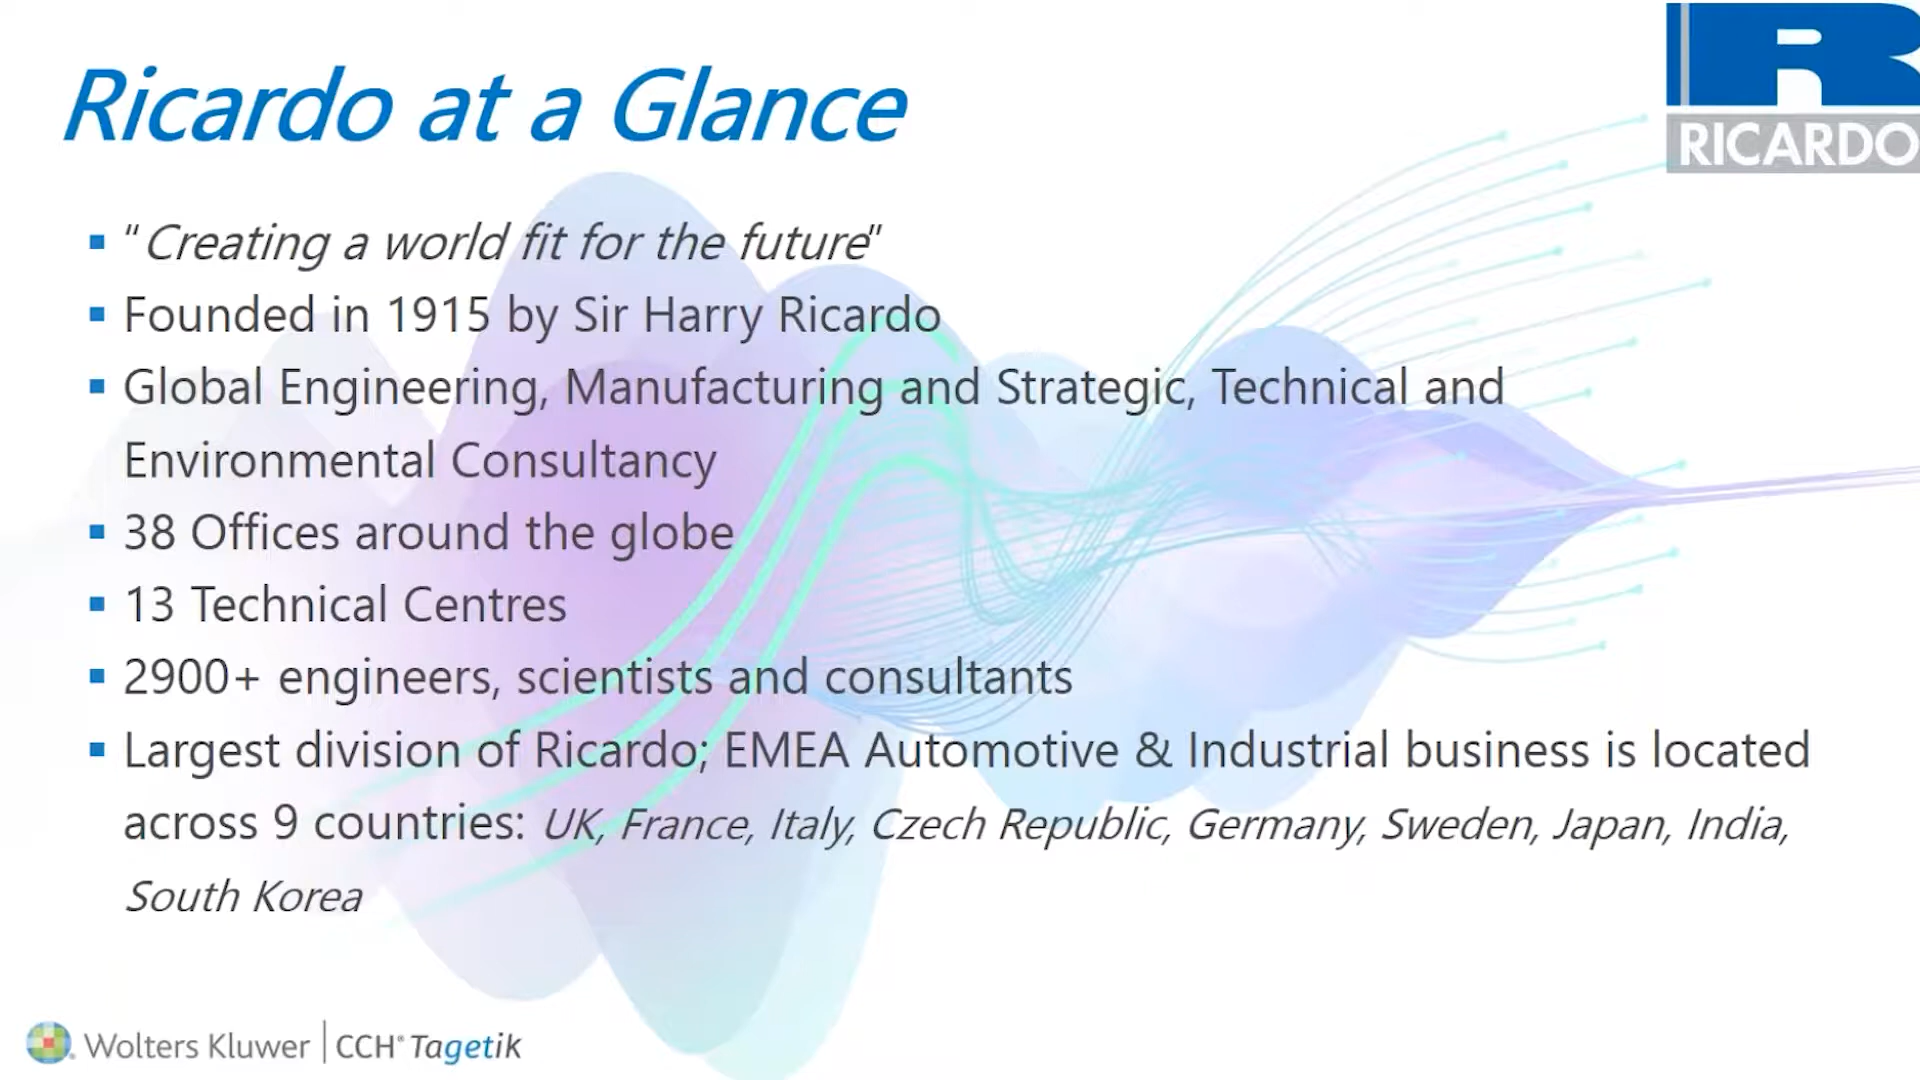 Ricardo at a Glance
R
RICARDO
▪ "Creating a world fit for the future"
▪ Founded in 1915 by Sir Harry Ricardo
▪ Global Engineering, Manufacturing and Strategic, Technical and
Environmental Consultancy
▪ 38 Offices around the globe
▪ 13 Technical Centres
▪ 2900+ engineers, scientists and consultants
▪ Largest division of Ricardo; EMEA Automotive & Industrial business is located
across 9 countries: UK, France, Italy, Czech Republic, Germany, Sweden, Japan, India,
South Korea
Wolters Kluwer | CCH® Tagetik